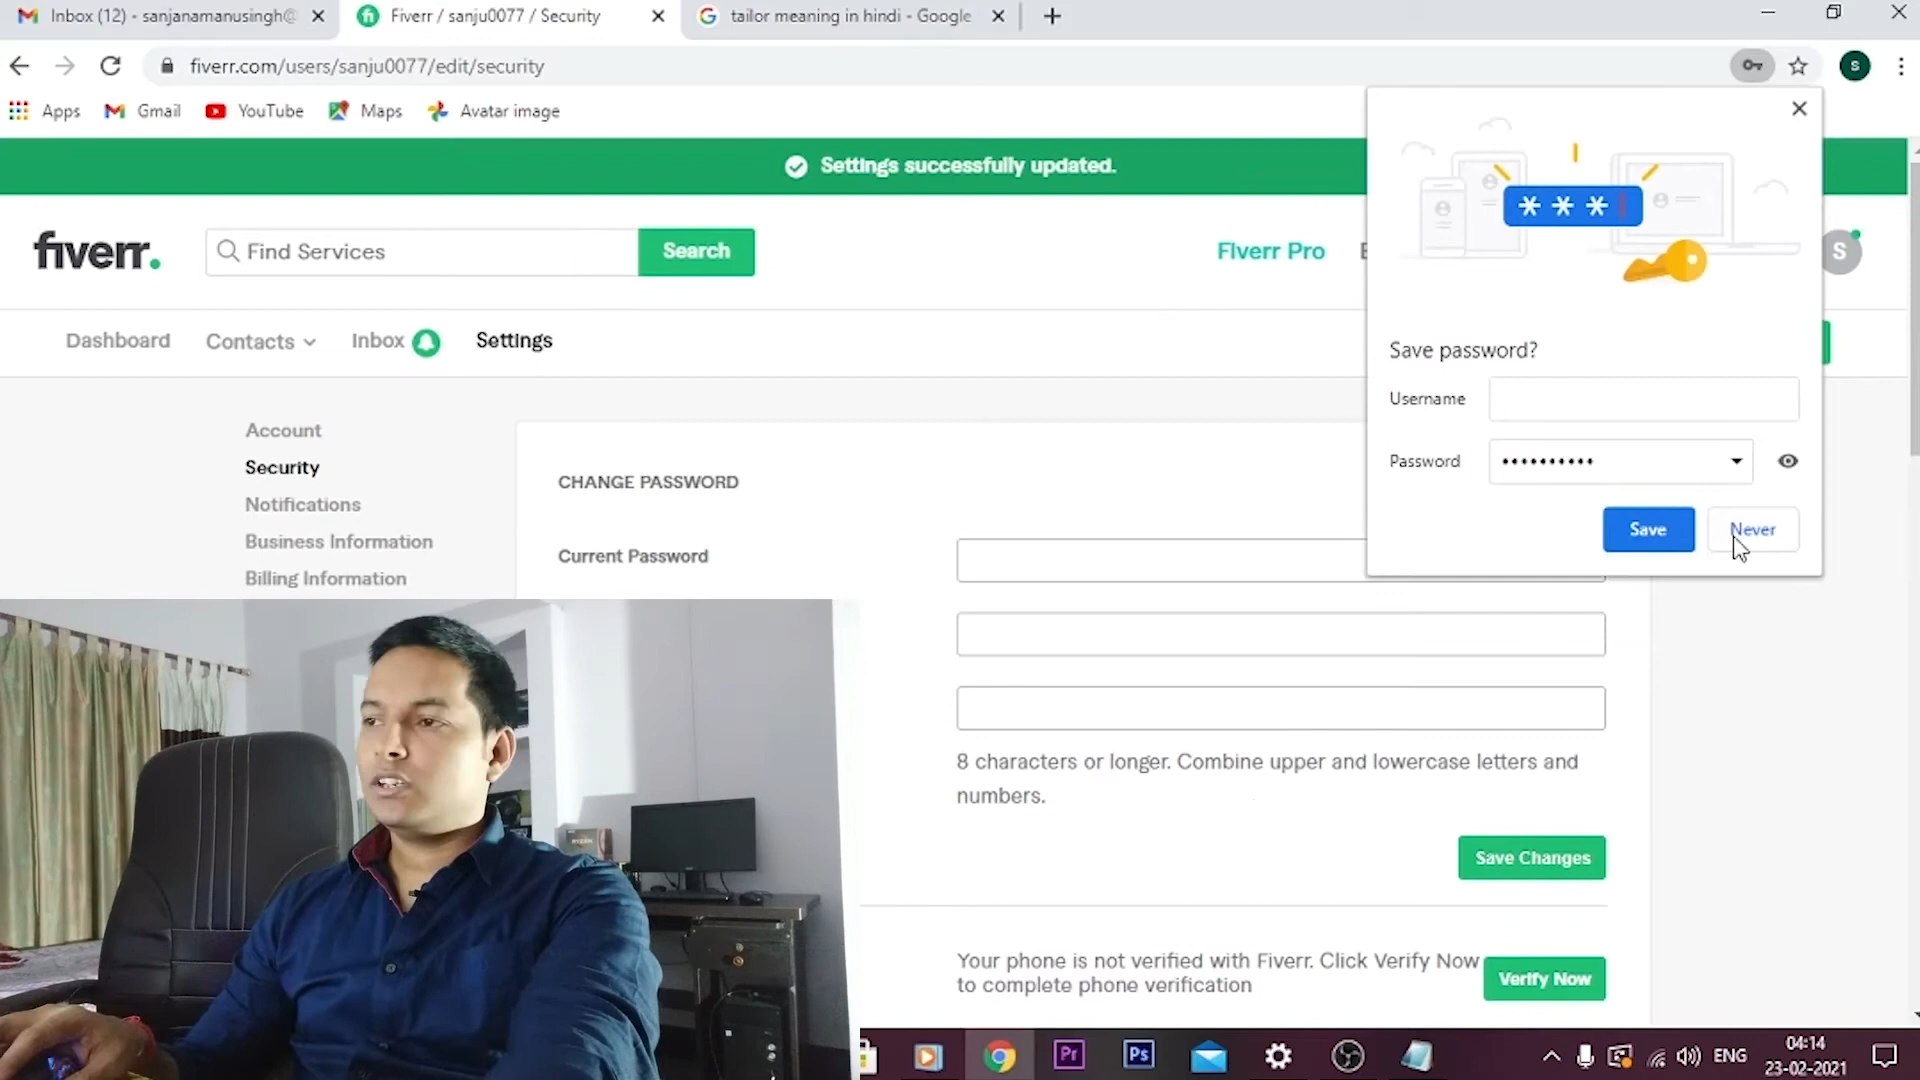 Inbox (12) - sanjanamanusingh@
Fiverr / sanju0077 / Security
tailor meaning in hindi - Google
fiverr.com/users/sanju0077/edit/security
S
Apps
Gmail
YouTube
Maps
Avatar image
Settings successfully updated.
***
fiverr.
Find Services
Search
Fiverr Pro
S
Dashboard
Contacts
Inbox
Settings
Save password?
Username
Password
Save
Never
Account
Security
Notifications
Business Information
Billing Information
CHANGE PASSWORD
Current Password
8 characters or longer. Combine upper and lowercase letters and
numbers.
Save Changes
Your phone is not verified with Fiverr. Click Verify Now
to complete phone verification
Verify Now
RYZEN
Pr
Ps
ENG
04:14
23-02-2021